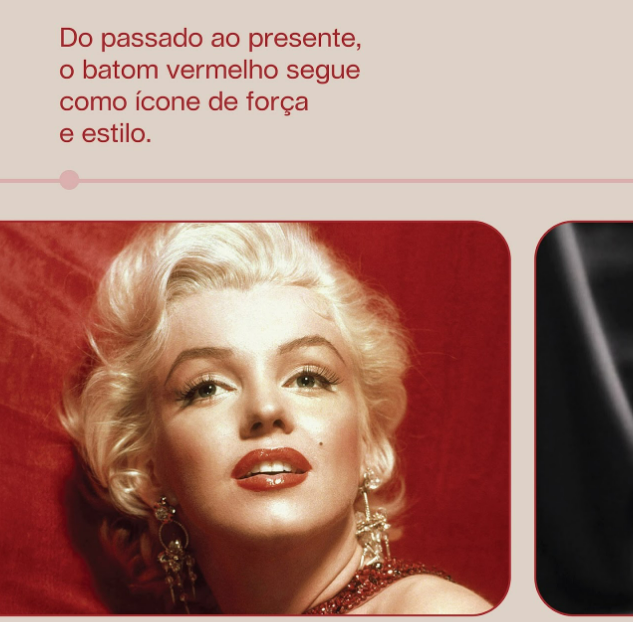 Do passado ao presente,
o batom vermelho segue
como ícone de força
e estilo.